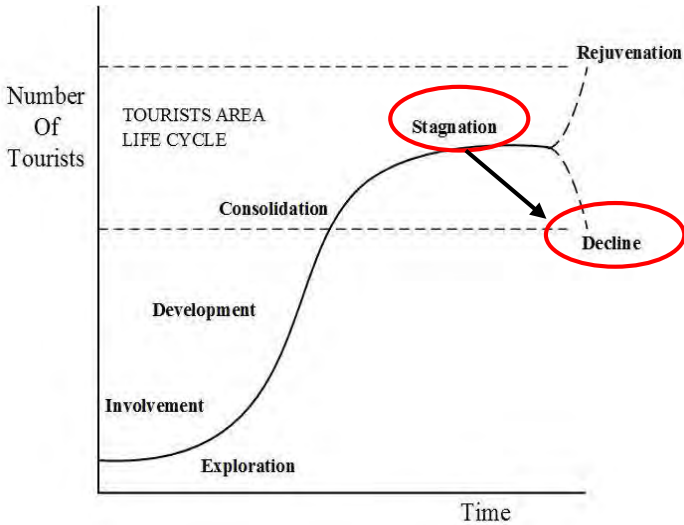 Rejuvenation
Number
Of
Tourists
TOURISTS AREA
LIFE CYCLE
Stagnation
Consolidation
Decline
Development
Involvement
Exploration
Time